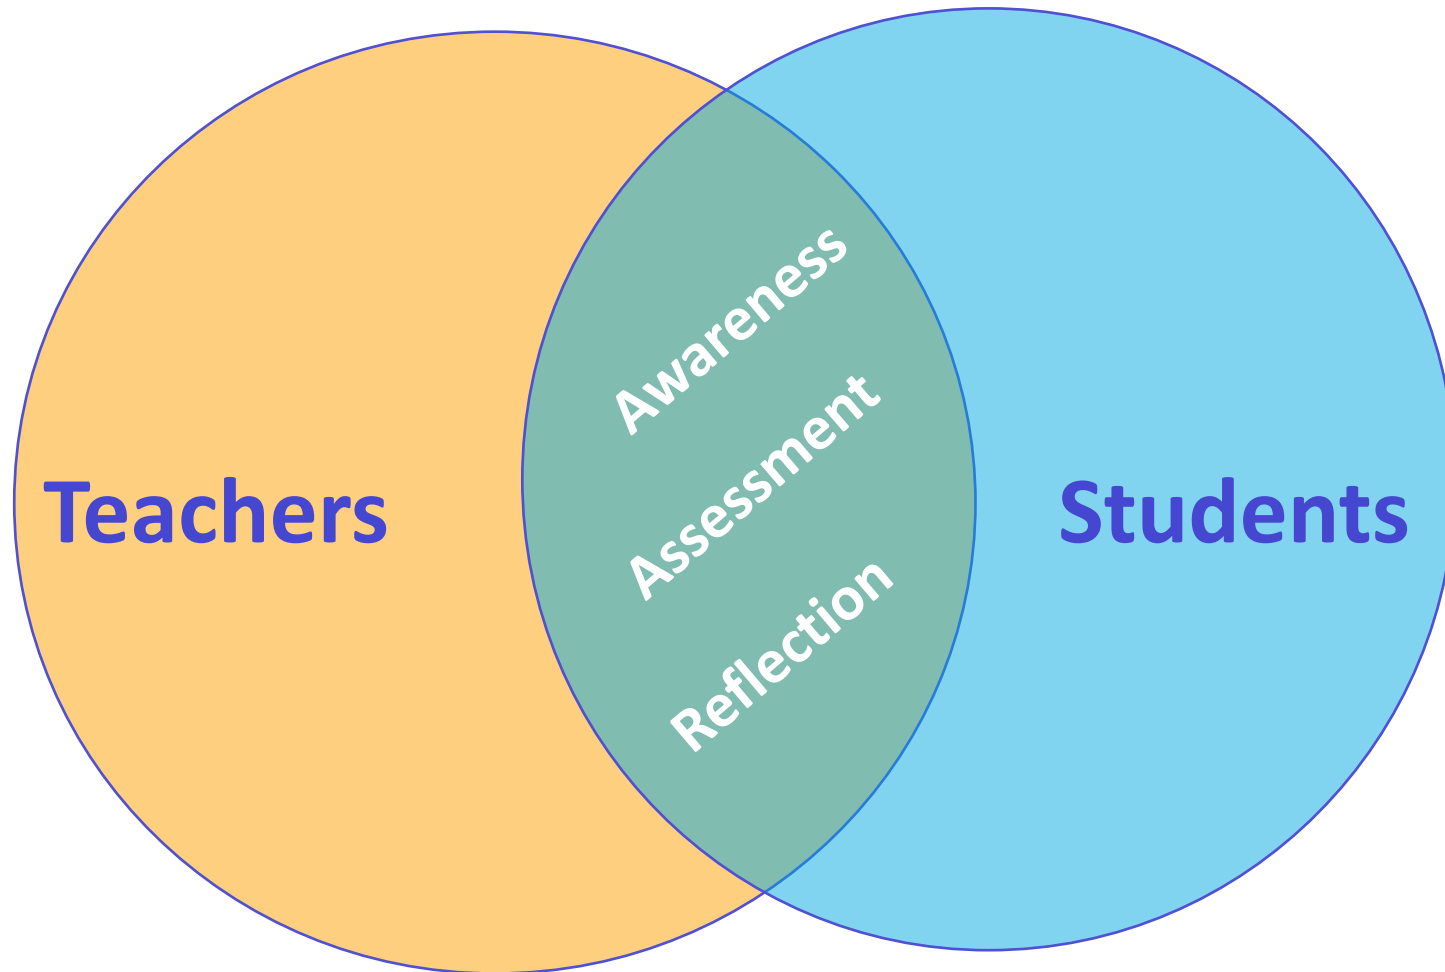 Teachers
Awareness
Assessment
Reflection
Students